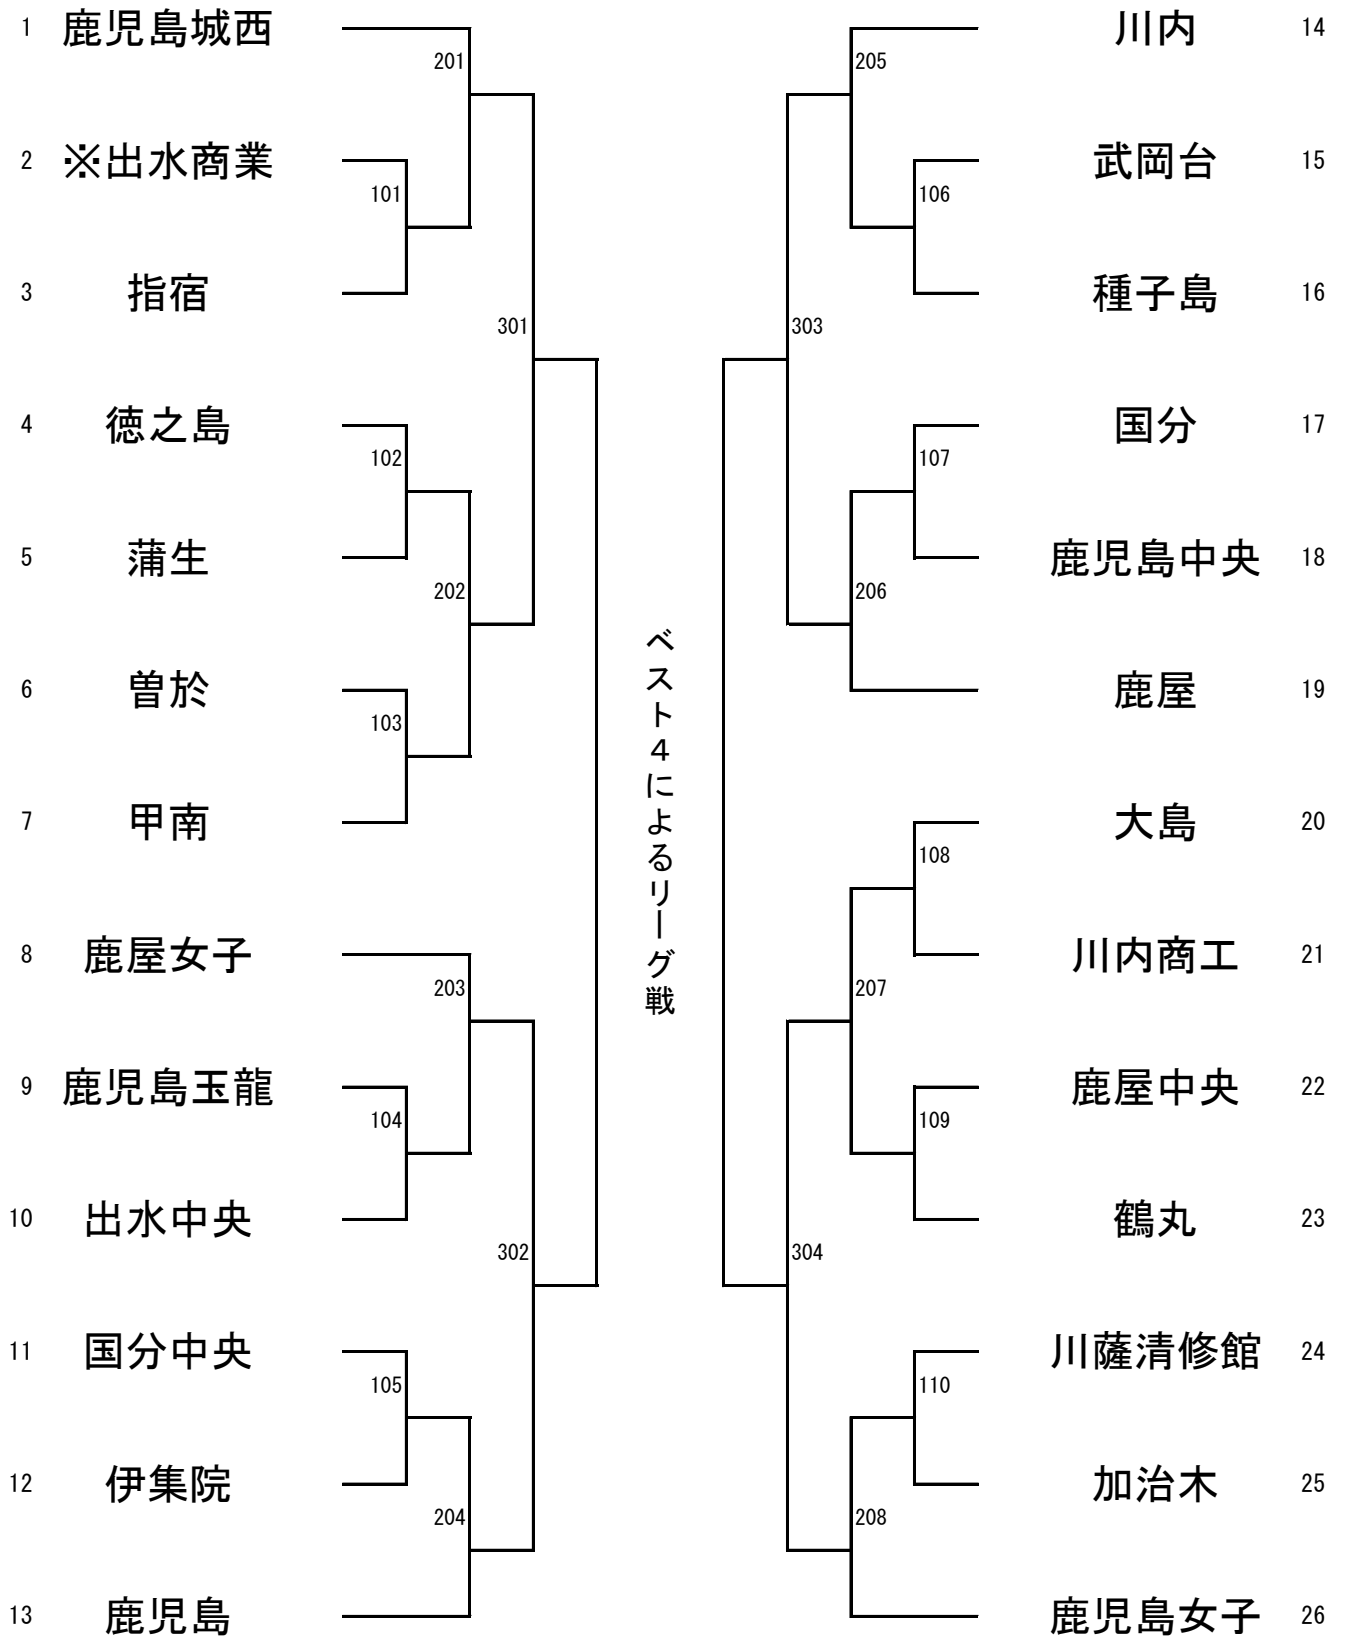 1 鹿児島城西
201
2 ※出水商業
101
3 指宿
301
4 徳之島
102
5 蒲生
202
6 曽於
103
7 甲南
8 鹿屋女子
203
9 鹿児島玉龍
104
10 出水中央
302
11 国分中央
105
12 伊集院
204
13 鹿児島
ベスト4によるリーグ戦
川内 14
205
武岡台 15
106
種子島 16
303
国分 17
107
鹿児島中央 18
206
鹿屋 19
大島 20
108
川内商工 21
207
鹿屋中央 22
109
鶴丸 23
304
川薩清修館 24
110
加治木 25
208
鹿児島女子 26